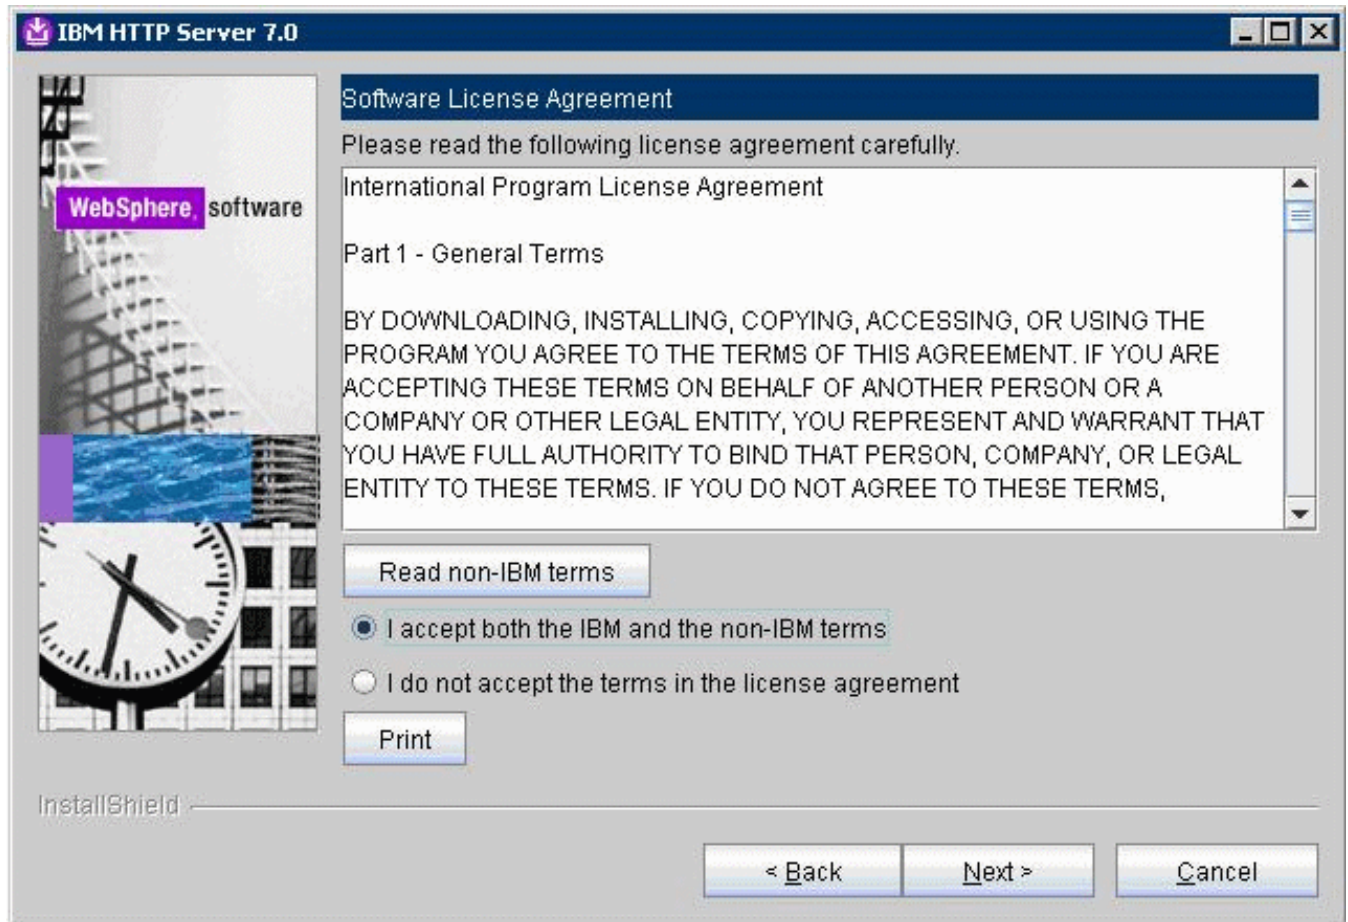 IBM HTTP Server 7.0
WebSphere, software
Software License Agreement
Please read the following license agreement carefully.
International Program License Agreement
Part 1 - General Terms
BY DOWNLOADING, INSTALLING, COPYING, ACCESSING, OR USING THE
PROGRAM YOU AGREE TO THE TERMS OF THIS AGREEMENT. IF YOU ARE
ACCEPTING THESE TERMS ON BEHALF OF ANOTHER PERSON OR A
COMPANY OR OTHER LEGAL ENTITY, YOU REPRESENT AND WARRANT THAT
YOU HAVE FULL AUTHORITY TO BIND THAT PERSON, COMPANY, OR LEGAL
ENTITY TO THESE TERMS. IF YOU DO NOT AGREE TO THESE TERMS,
Read non-IBM terms
I accept both the IBM and the non-IBM terms
I do not accept the terms in the license agreement
Print
InstallShield
< Back
Next >
Cancel